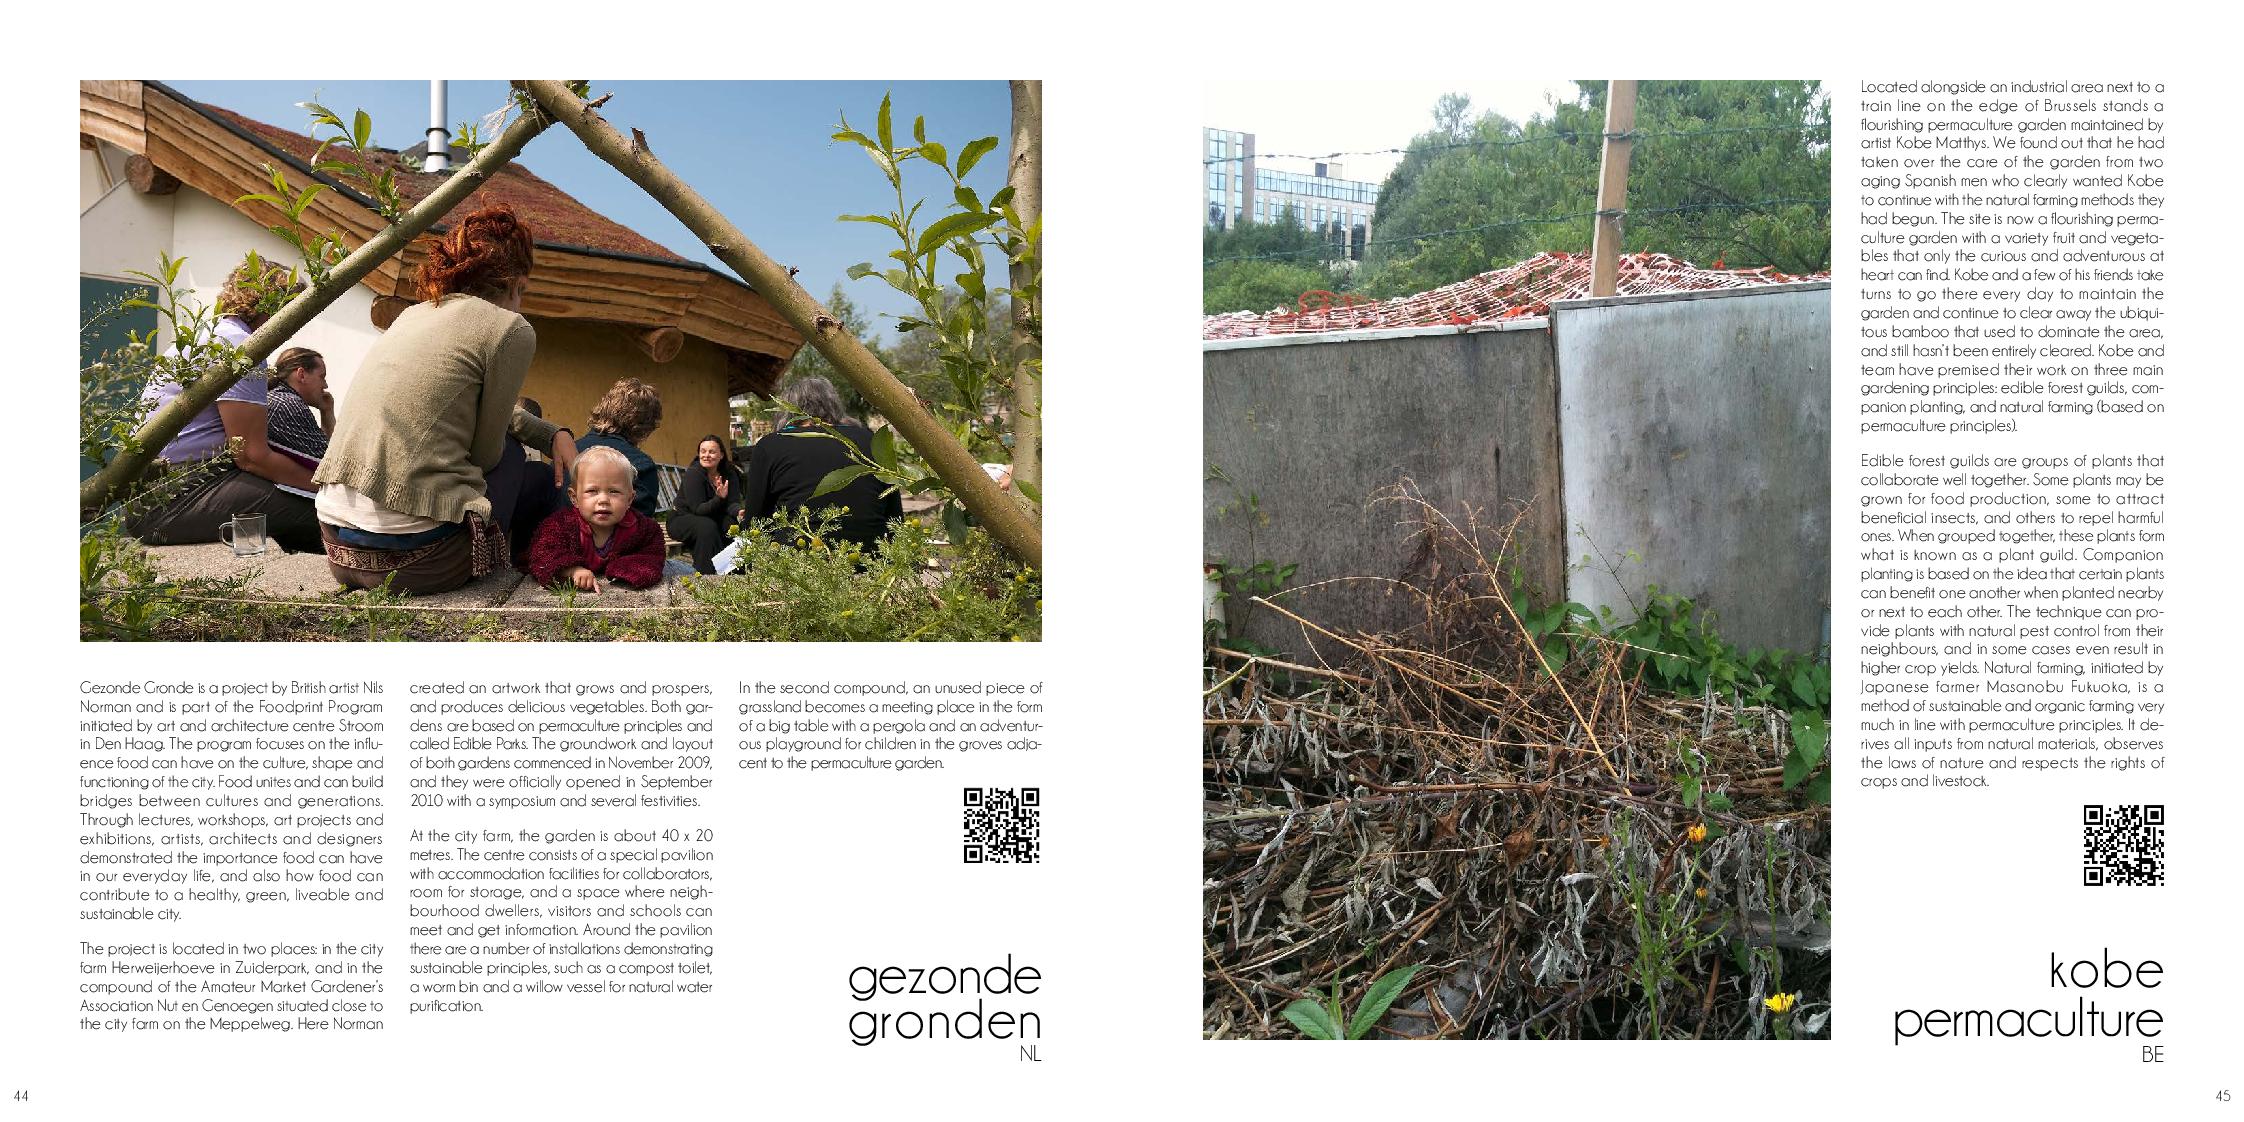 Gezonde Gronde is a project by British artist Nils
Norman and is part of the Foodprint Program
initiated by art and architecture centre Stroom
in Den Haag. The program focuses on the influ-
ence food can have on the culture, shape and
functioning of the city. Food unites and can build
bridges between cultures and generations.
Through lectures, workshops, art projects and
exhibitions, artists, architects and designers
demonstrated the importance food can have
in our everyday life, and also how food can
contribute to a healthy, green, liveable and
sustainable city.
The project is located in two places: in the city
farm Herweijerhoeve in Zuiderpark, and in the
compound of the Amateur Market Gardener's
Association Nut en Genoegen situated close to
the city farm on the Meppelweg. Here Norman
created an artwork that grows and prospers,
and produces delicious vegetables. Both gar-
dens are based on permaculture principles and
called Edible Parks. The groundwork and layout
of both gardens commenced in November 2009,
and they were officially opened in September
2010 with a symposium and several festivities.
At the city farm, the garden is about 40 x 20
metres. The centre consists of a special pavilion
with accommodation facilities for collaborators,
room for storage, and a space where neigh-
bourhood dwellers, visitors and schools can
meet and get information. Around the pavilion
there are a number of installations demonstrating
sustainable principles, such as a compost toilet,
a worm bin and a willow vessel for natural water
purification.
In the second compound, an unused piece of
grassland becomes a meeting place in the form
of a big table with a pergola and an adventur-
ous playground for children in the groves adja-
cent to the permaculture garden.
gezonde
gronden
NL
44
Located alongside an industrial area next to a
train line on the edge of Brussels stands a
flourishing permaculture garden maintained by
artist Kobe Matthys. We found out that he had
taken over the care of the garden from two
aging Spanish men who clearly wanted Kobe
to continue with the natural farming methods they
had begun. The site is now a flourishing perma-
culture garden with a variety fruit and vegeta-
bles that only the curious and adventurous at
heart can find. Kobe and a few of his friends take
turns to go there every day to maintain the
garden and continue to clear away the ubiqui-
tous bamboo that used to dominate the area,
and still hasn't been entirely cleared. Kobe and
team have premised their work on three main
gardening principles: edible forest guilds, com-
panion planting, and natural farming (based on
permaculture principles).
Edible forest guilds are groups of plants that
collaborate well together. Some plants may be
grown for food production, some to attract
beneficial insects, and others to repel harmful
ones. When grouped together, these plants form
what is known as a plant guild. Companion
planting is based on the idea that certain plants
can benefit one another when planted nearby
or next to each other. The technique can pro-
vide plants with natural pest control from their
neighbours, and in some cases even result in
higher crop yields. Natural farming, initiated by
Japanese farmer Masanobu Fukuoka, is a
method of sustainable and organic farming very
much in line with permaculture principles. It de-
rives all inputs from natural materials, observes
the laws of nature and respects the rights of
crops and livestock.
kobe
permaculture
BE
45